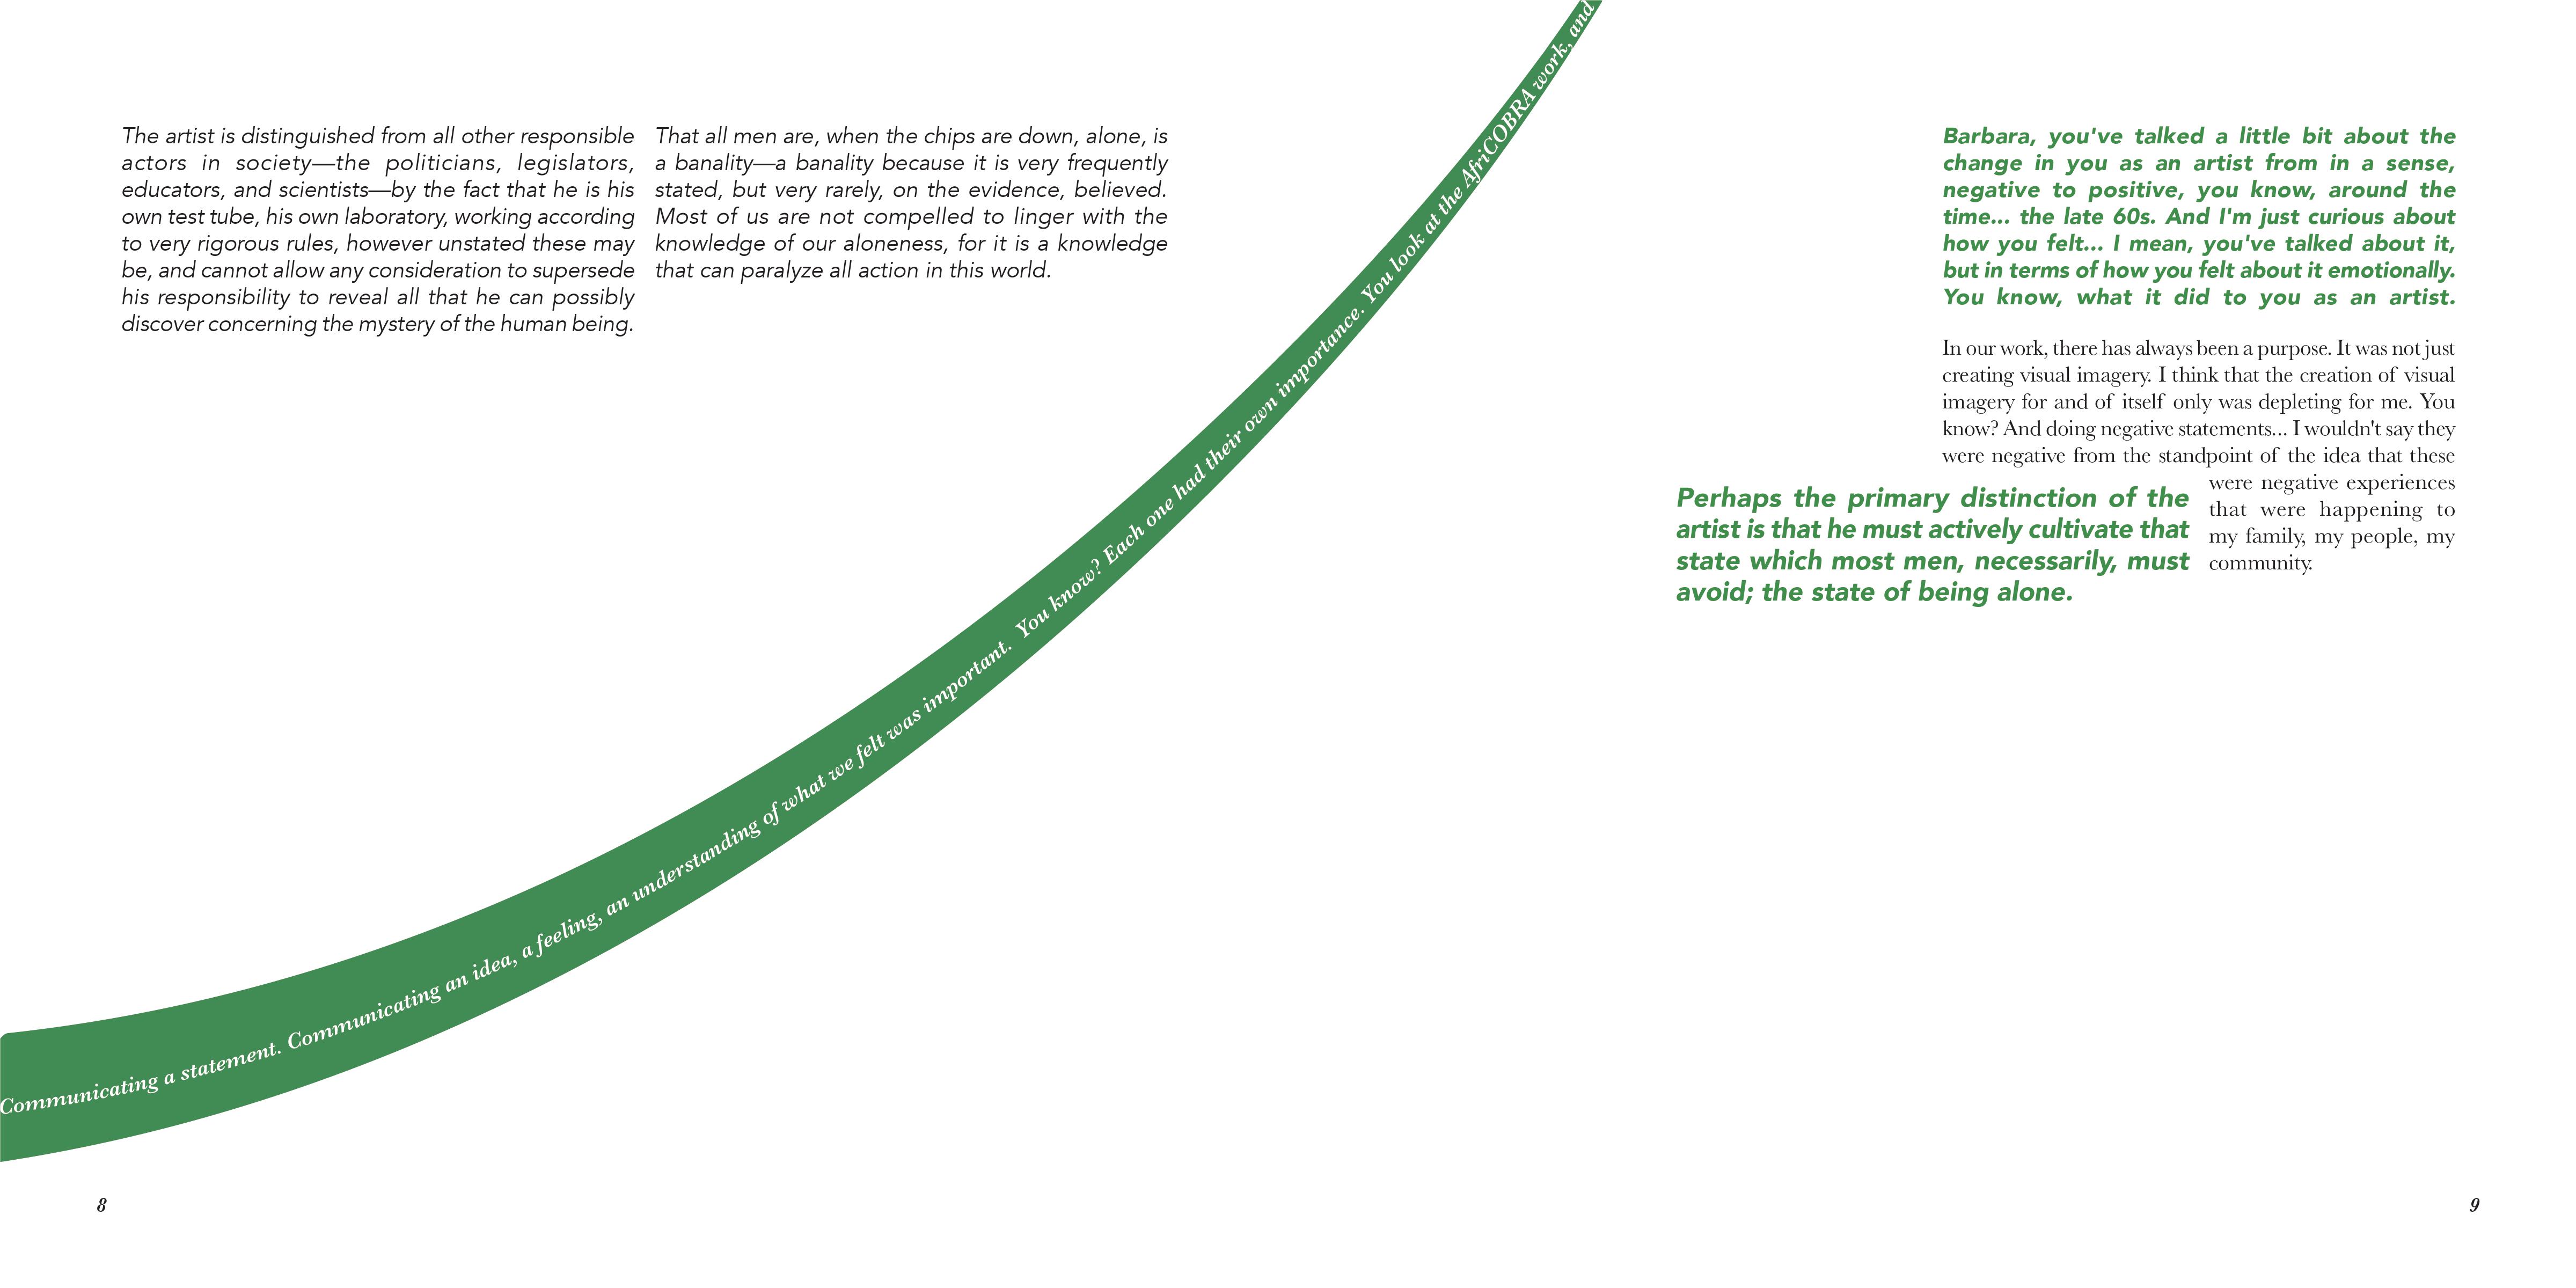 The artist is distinguished from all other responsible
actors in society—the politicians, legislators,
educators, and scientists—by the fact that he is his
own test tube, his own laboratory, working according
to very rigorous rules, however unstated these may
be, and cannot allow any consideration to supersede
his responsibility to reveal all that he can possibly
discover concerning the mystery of the human being.
That all men are, when the chips are down, alone, is
a banality—a banality because it is very frequently
stated, but very rarely, on the evidence, believed.
Most of us are not compelled to linger with the
knowledge of our aloneness, for it is a knowledge
that can paralyze all action in this world.
Communicating a statement. Communicating an idea, a feeling, an understanding of what we felt was important. You know? Each one had their own importance. You look at the AfriCOBRA work, and
8
Barbara, you've talked a little bit about the
change in you as an artist from in a sense,
negative to positive, you know, around the
time... the late 60s. And I'm just curious about
how you felt... I mean, you've talked about it,
but in terms of how you felt about it emotionally.
You know, what it did to you as an artist.
In our work, there has always been a purpose. It was not just
creating visual imagery. I think that the creation of visual
imagery for and of itself only was depleting for me. You
know? And doing negative statements... I wouldn't say they
were negative from the standpoint of the idea that these
were negative experiences
that were happening to
my family, my people, my
community.
Perhaps the primary distinction of the
artist is that he must actively cultivate that
state which most men, necessarily, must
avoid; the state of being alone.
9